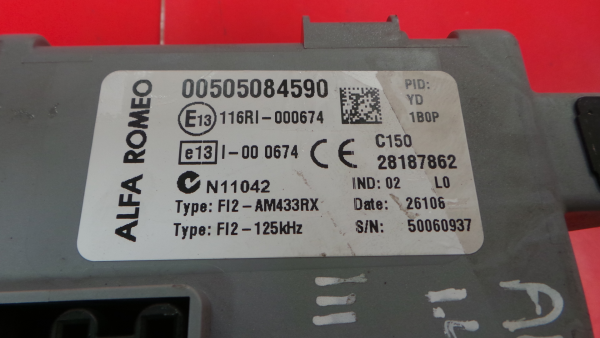 ALFA ROMEO
00505084590
PID:
YD
1B0P
E13 116RI-000674
e13 I-00 0674 CE
C150
28187862
N11042
IND: 02 L0
Type: FI2-AM433RX Date: 26106
Type: FI2-125kHz S/N: 50060937